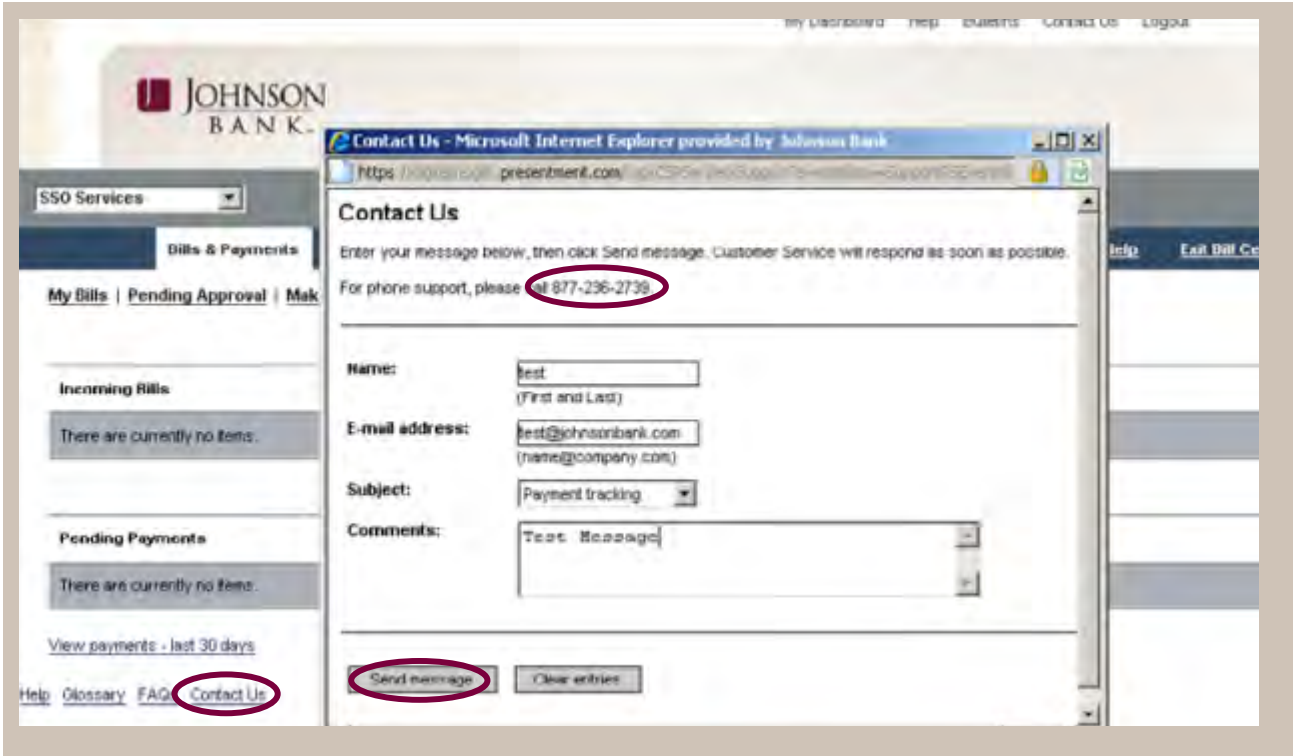 My Dashboard Help Bulletins Contact Us Logout
JOHNSON
BANK
Contact Us - Microsoft Internet Explorer provided by Johnson Bank
https presentment.com
SSO Services
Contact Us
Enter your message below, then click Send message. Customer Service will respond as soon as possible.
Bills & Payments
Help Exit Bill Ce
For phone support, please call 877-236-2739.
My Bills | Pending Approval | Mak
Name:
test
(First and Last)
Incoming Bills
There are currently no items.
E-mail address:
test@johnsonbank.com
(name@company.com)
Subject:
Payment tracking
Comments:
Test Message
Pending Payments
There are currently no items.
View payments - last 30 days
Send message Clear entries
Help Glossary FAQs Contact Us